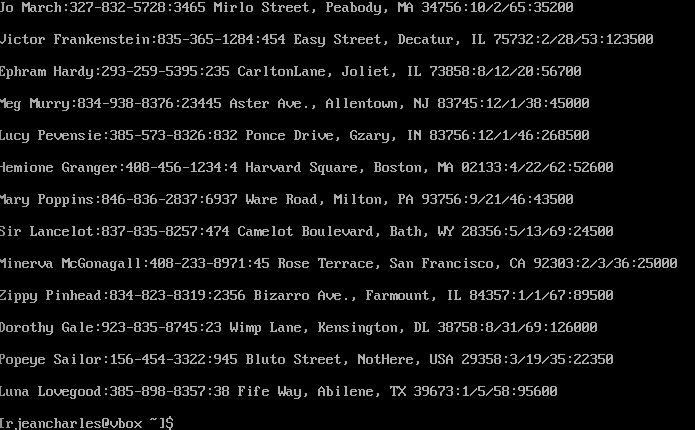 Jo March:327-832-5728:3465 Mirlo Street, Peabody, MA 34756:10/2/65:35200
Victor Frankenstein:835-365-1284:454 Easy Street, Decatur, IL 75732:2/28/53:123500
Ephram Hardy:293-259-5395:235 CarltonLane, Joliet, IL 73858:8/12/20:56700
Meg Murry:834-938-8376:23445 Aster Ave., Allentown, NJ 83745:12/1/38:45000
Lucy Pevensie:385-573-8326:832 Ponce Drive, Gzary, IN 83756:12/1/46:268500
Hemione Granger:408-456-1234:4 Harvard Square, Boston, MA 02133:4/22/62:52600
Mary Poppins:846-836-2837:6937 Ware Road, Milton, PA 93756:9/21/46:43500
Sir Lancelot:837-835-8257:474 Camelot Boulevard, Bath, WY 28356:5/13/69:24500
Minerva McGonagall:408-233-8971:45 Rose Terrace, San Francisco, CA 92303:2/3/36:25000
Zippy Pinhead:834-823-8319:2356 Bizarro Ave., Farmount, IL 84357:1/1/67:89500
Dorothy Gale:923-835-8745:23 Wimp Lane, Kensington, DL 38758:8/31/69:126000
Popeye Sailor:156-454-3322:945 Bluto Street, NotHere, USA 29358:3/19/35:22350
Luna Lovegood:385-898-8357:38 Fife Way, Abilene, TX 39673:1/5/58:95600
[rjeancharles@vbox ~]$